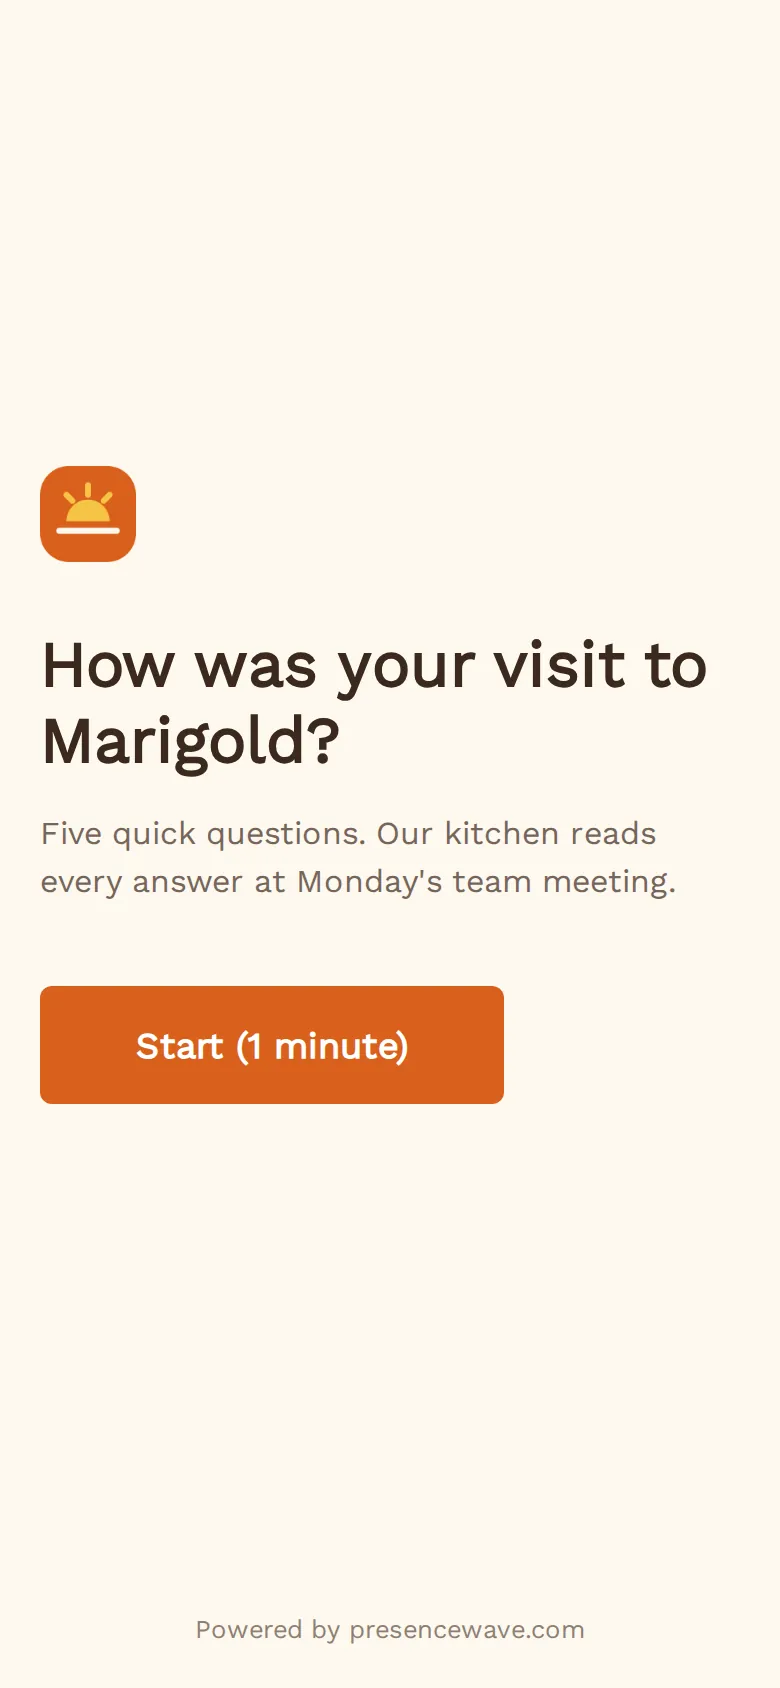 How was your visit to
Marigold?
Five quick questions. Our kitchen reads
every answer at Monday's team meeting.
Start (1 minute)
Powered by presencewave.com